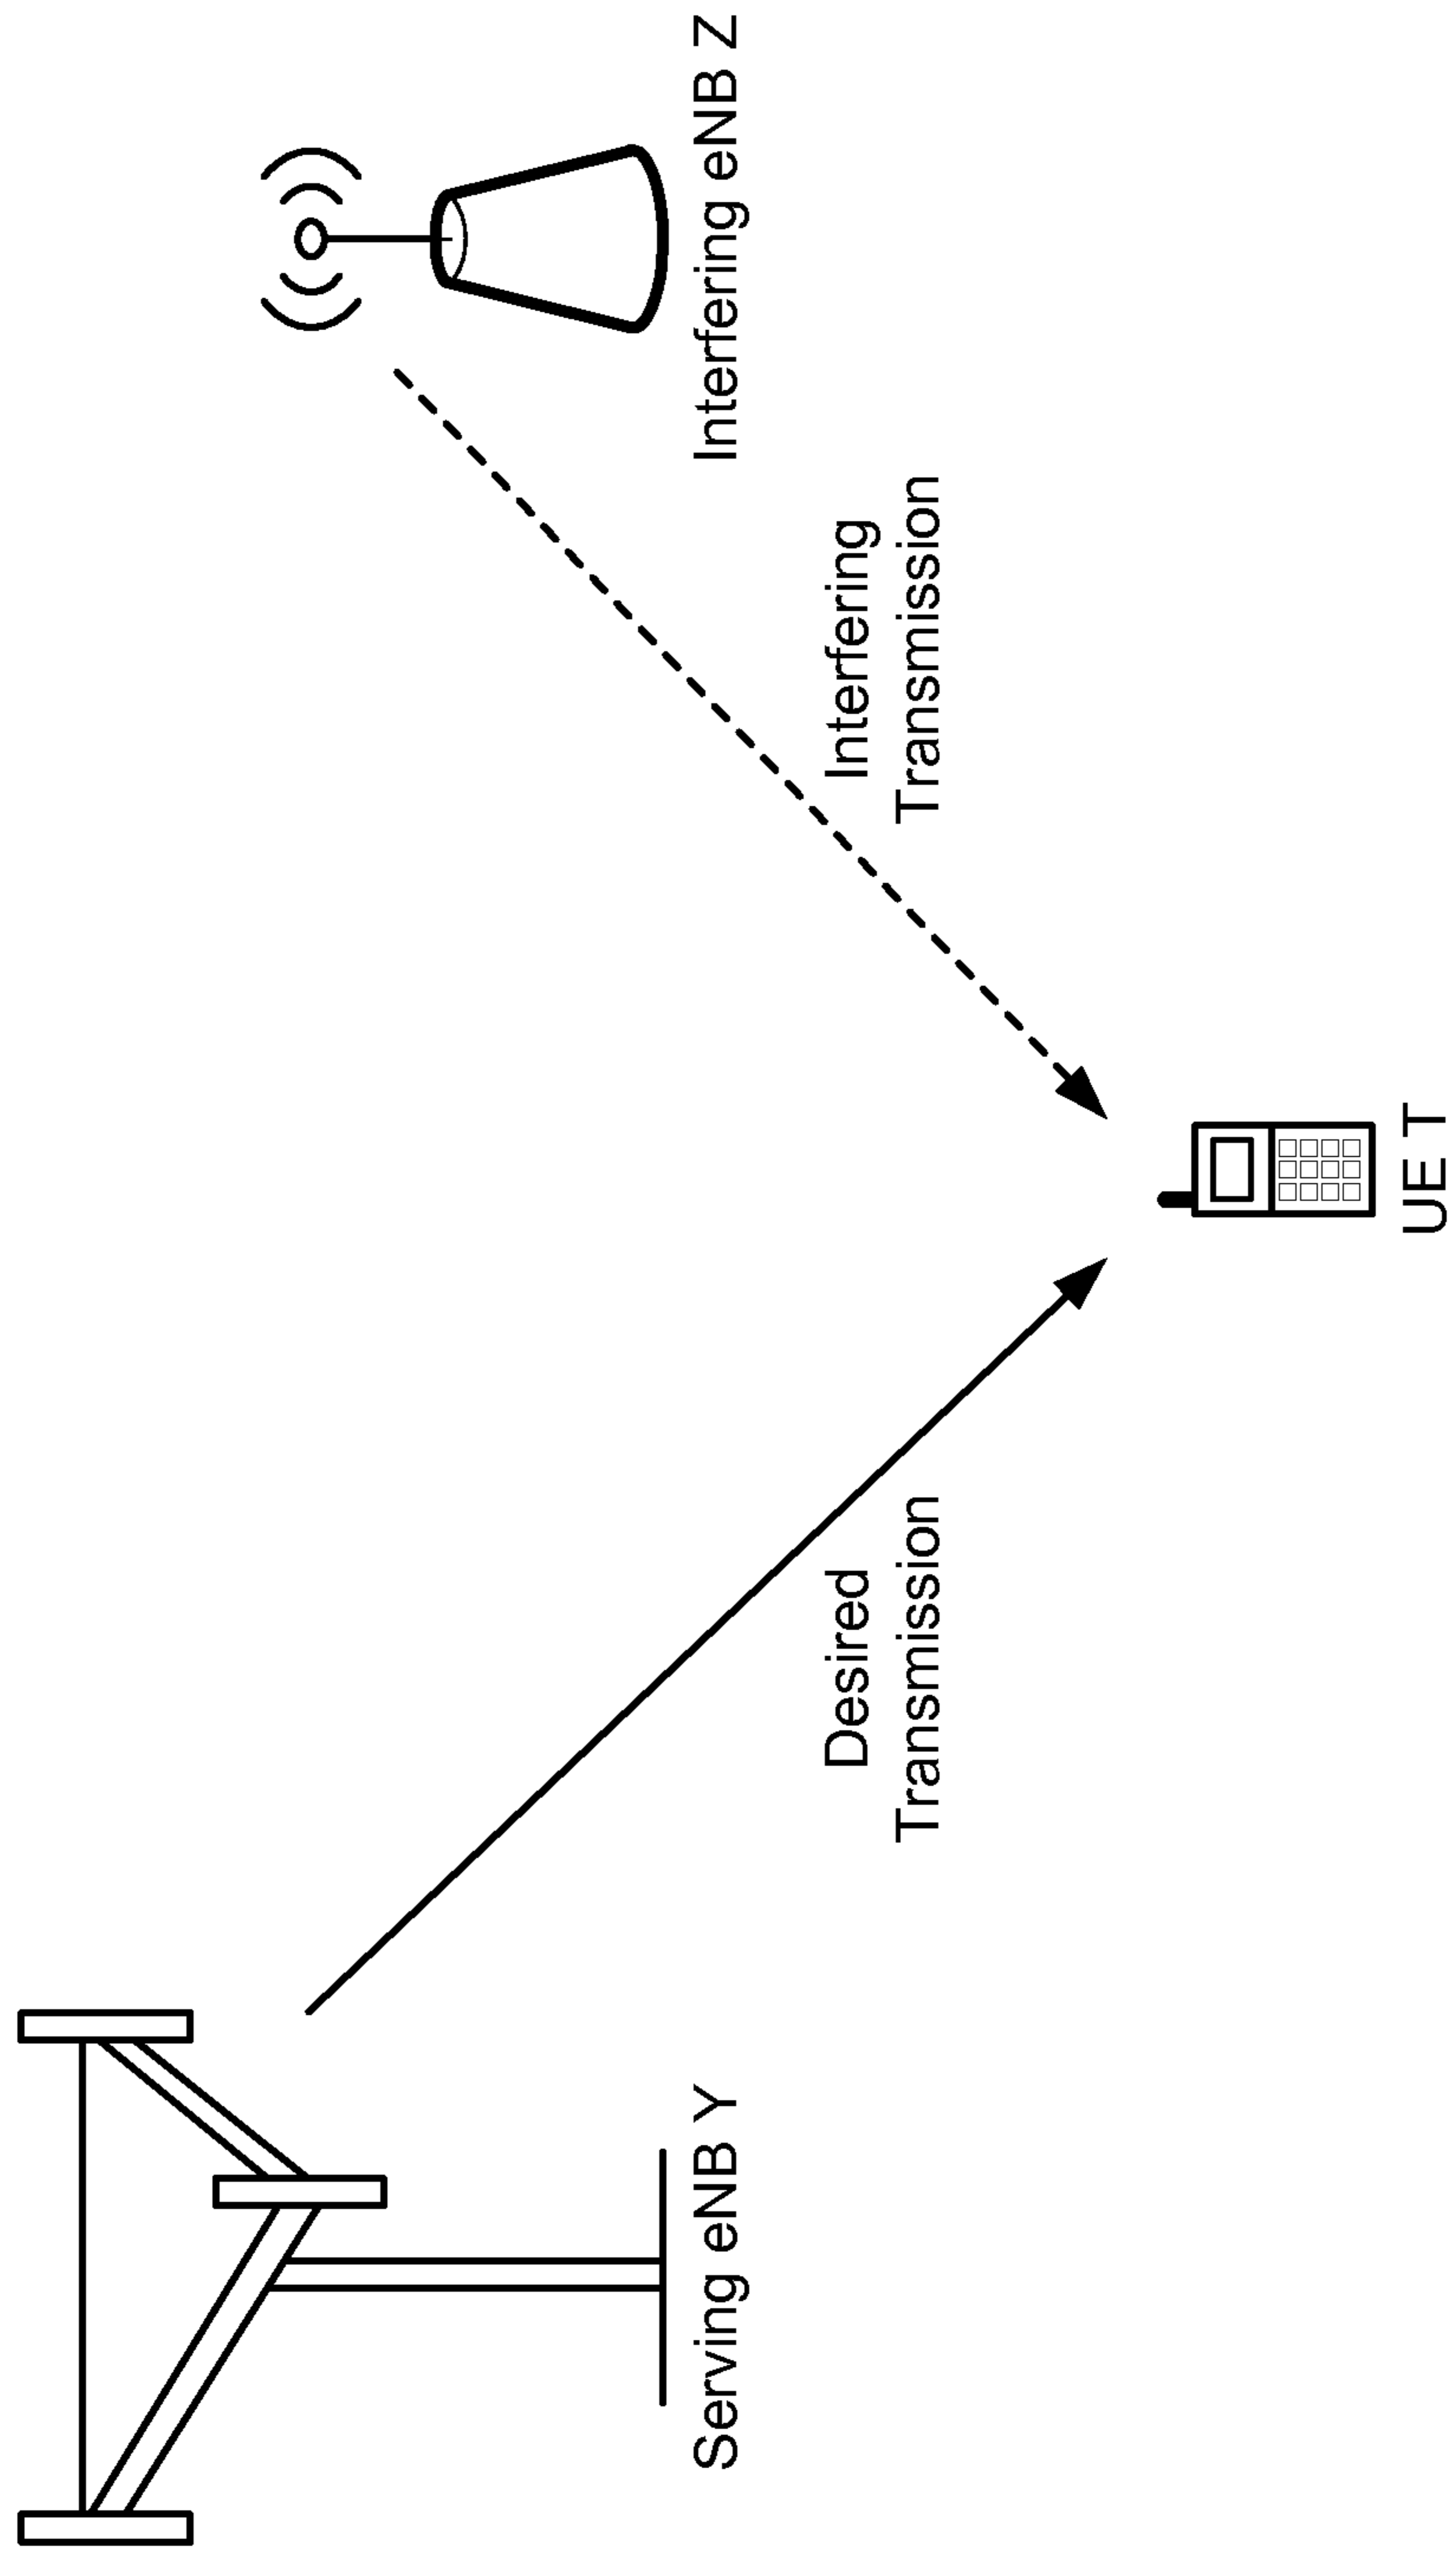 Serving eNB Y
Interfering eNB Z
Desired
Transmission
Interfering
Transmission
UE T